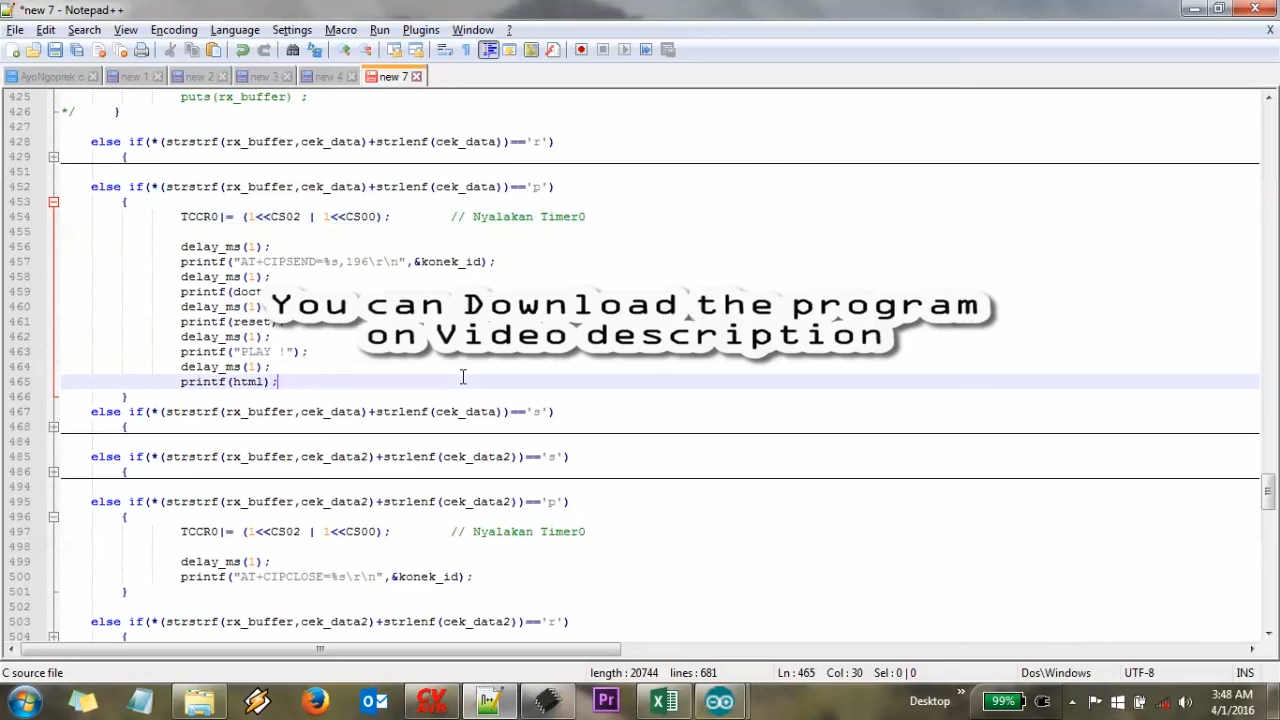 *new 7 - Notepad++
File Edit Search View Encoding Language Settings Macro Run Plugins Window ? X
AyoNgoprek c. new 1 new 2 new 3 new 4 new 7
425 puts(rx_buffer) ;
426 */ }
427
428 else if(*(strstrf(rx_buffer,cek_data)+strlenf(cek_data))=='r')
429 {
451
452 else if(*(strstrf(rx_buffer,cek_data)+strlenf(cek_data))=='p')
453 {
454 TCCR0|= (1<<CS02 | 1<<CS00); // Nyalakan Timer0
455
456 delay_ms(1);
457 printf("AT+CIPSEND=%s,196\r\n",&konek_id);
458 delay_ms(1);
459 printf(doct
460 delay_ms(1)
461 printf(reset);
462 delay_ms(1);
463 printf("PLAY !");
464 delay_ms(1);
465 printf(html);
466 }
467 else if(*(strstrf(rx_buffer,cek_data)+strlenf(cek_data))=='s')
468 {
484
485 else if(*(strstrf(rx_buffer,cek_data2)+strlenf(cek_data2))=='s')
486 {
494
495 else if(*(strstrf(rx_buffer,cek_data2)+strlenf(cek_data2))=='p')
496 {
497 TCCR0|= (1<<CS02 | 1<<CS00); // Nyalakan Timer0
498
499 delay_ms(1);
500 printf("AT+CIPCLOSE=%s\r\n",&konek_id);
501 }
502
503 else if(*(strstrf(rx_buffer,cek_data2)+strlenf(cek_data2))=='r')
504 {
You can Download the program
on Video description
C source file length : 20744 lines : 681 Ln : 465 Col : 30 Sel : 0 | 0 Dos\Windows UTF-8 INS
CV AVR Pr Desktop » 99% 3:48 AM
4/1/2016